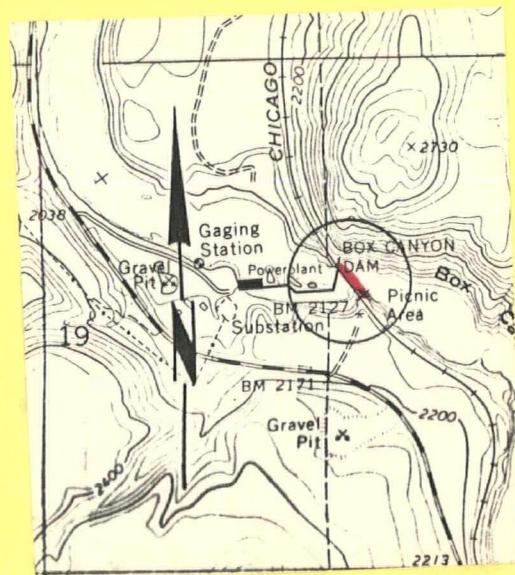 CHICAGO
2200
2730
2038
Gaging
Station
BOX CANYON
DAM
Gravel
Pit
Powerplant
BM 2127
Box
Picnic
Area
Substation
19
BM 2171
2200
Gravel
Pit
2400
2213